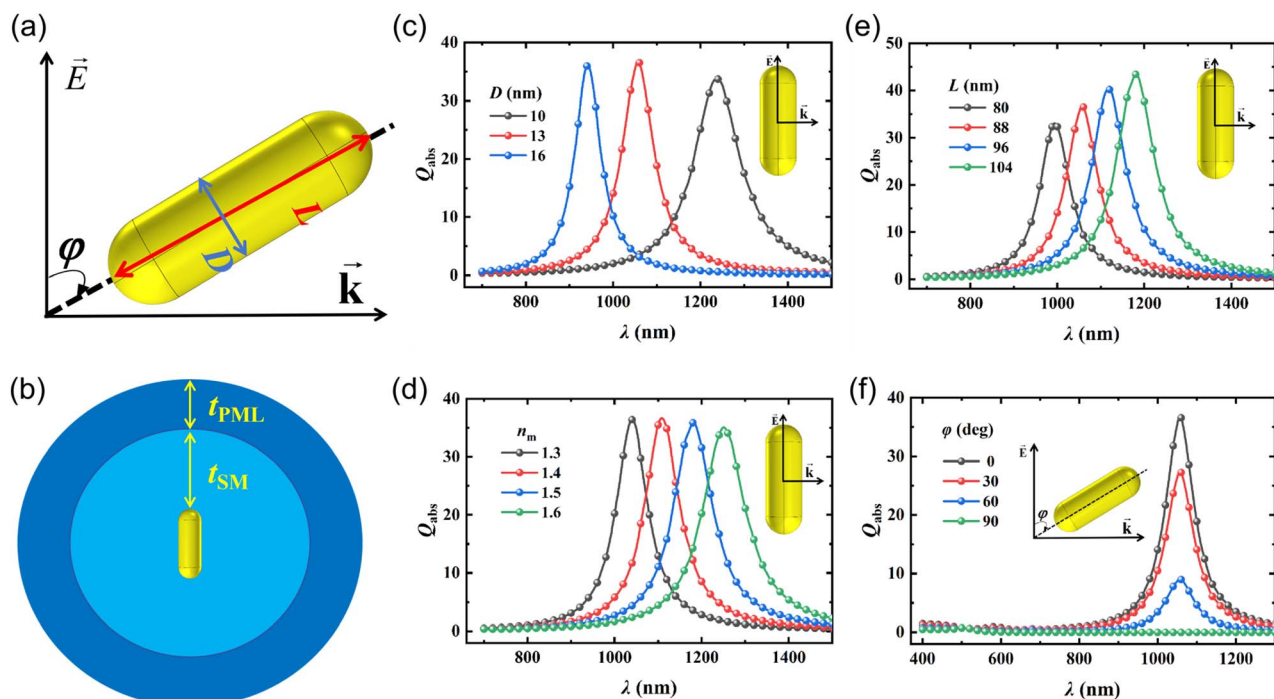 (a)
E
L
D
φ
k
(b)
tPML
tSM
(c)
40
30
20
10
0
Qabs
D (nm)
10
13
16
E
k
800
1000
1200
1400
λ (nm)
(d)
40
30
20
10
0
Qabs
nm
1.3
1.4
1.5
1.6
E
k
800
1000
1200
1400
λ (nm)
(e)
50
40
30
20
10
0
Qabs
L (nm)
80
88
96
104
E
k
800
1000
1200
1400
λ (nm)
(f)
40
30
20
10
0
Qabs
φ (deg)
0
30
60
90
E
φ
k
400
600
800
1000
1200
λ (nm)